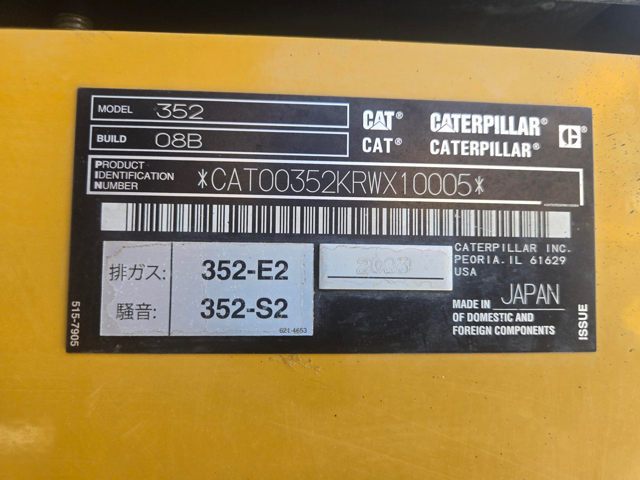 MODEL 352
BUILD 08B
CAT® CATERPILLAR®
CAT® CATERPILLAR®
PRODUCT
IDENTIFICATION
NUMBER
*CAT00352KRWX10005*
排ガス: 352-E2
騒音: 352-S2
621-4653
2023
CATERPILLAR INC.
PEORIA. IL 61629
USA
MADE IN JAPAN
OF DOMESTIC AND
FOREIGN COMPONENTS
515-7905
ISSUE